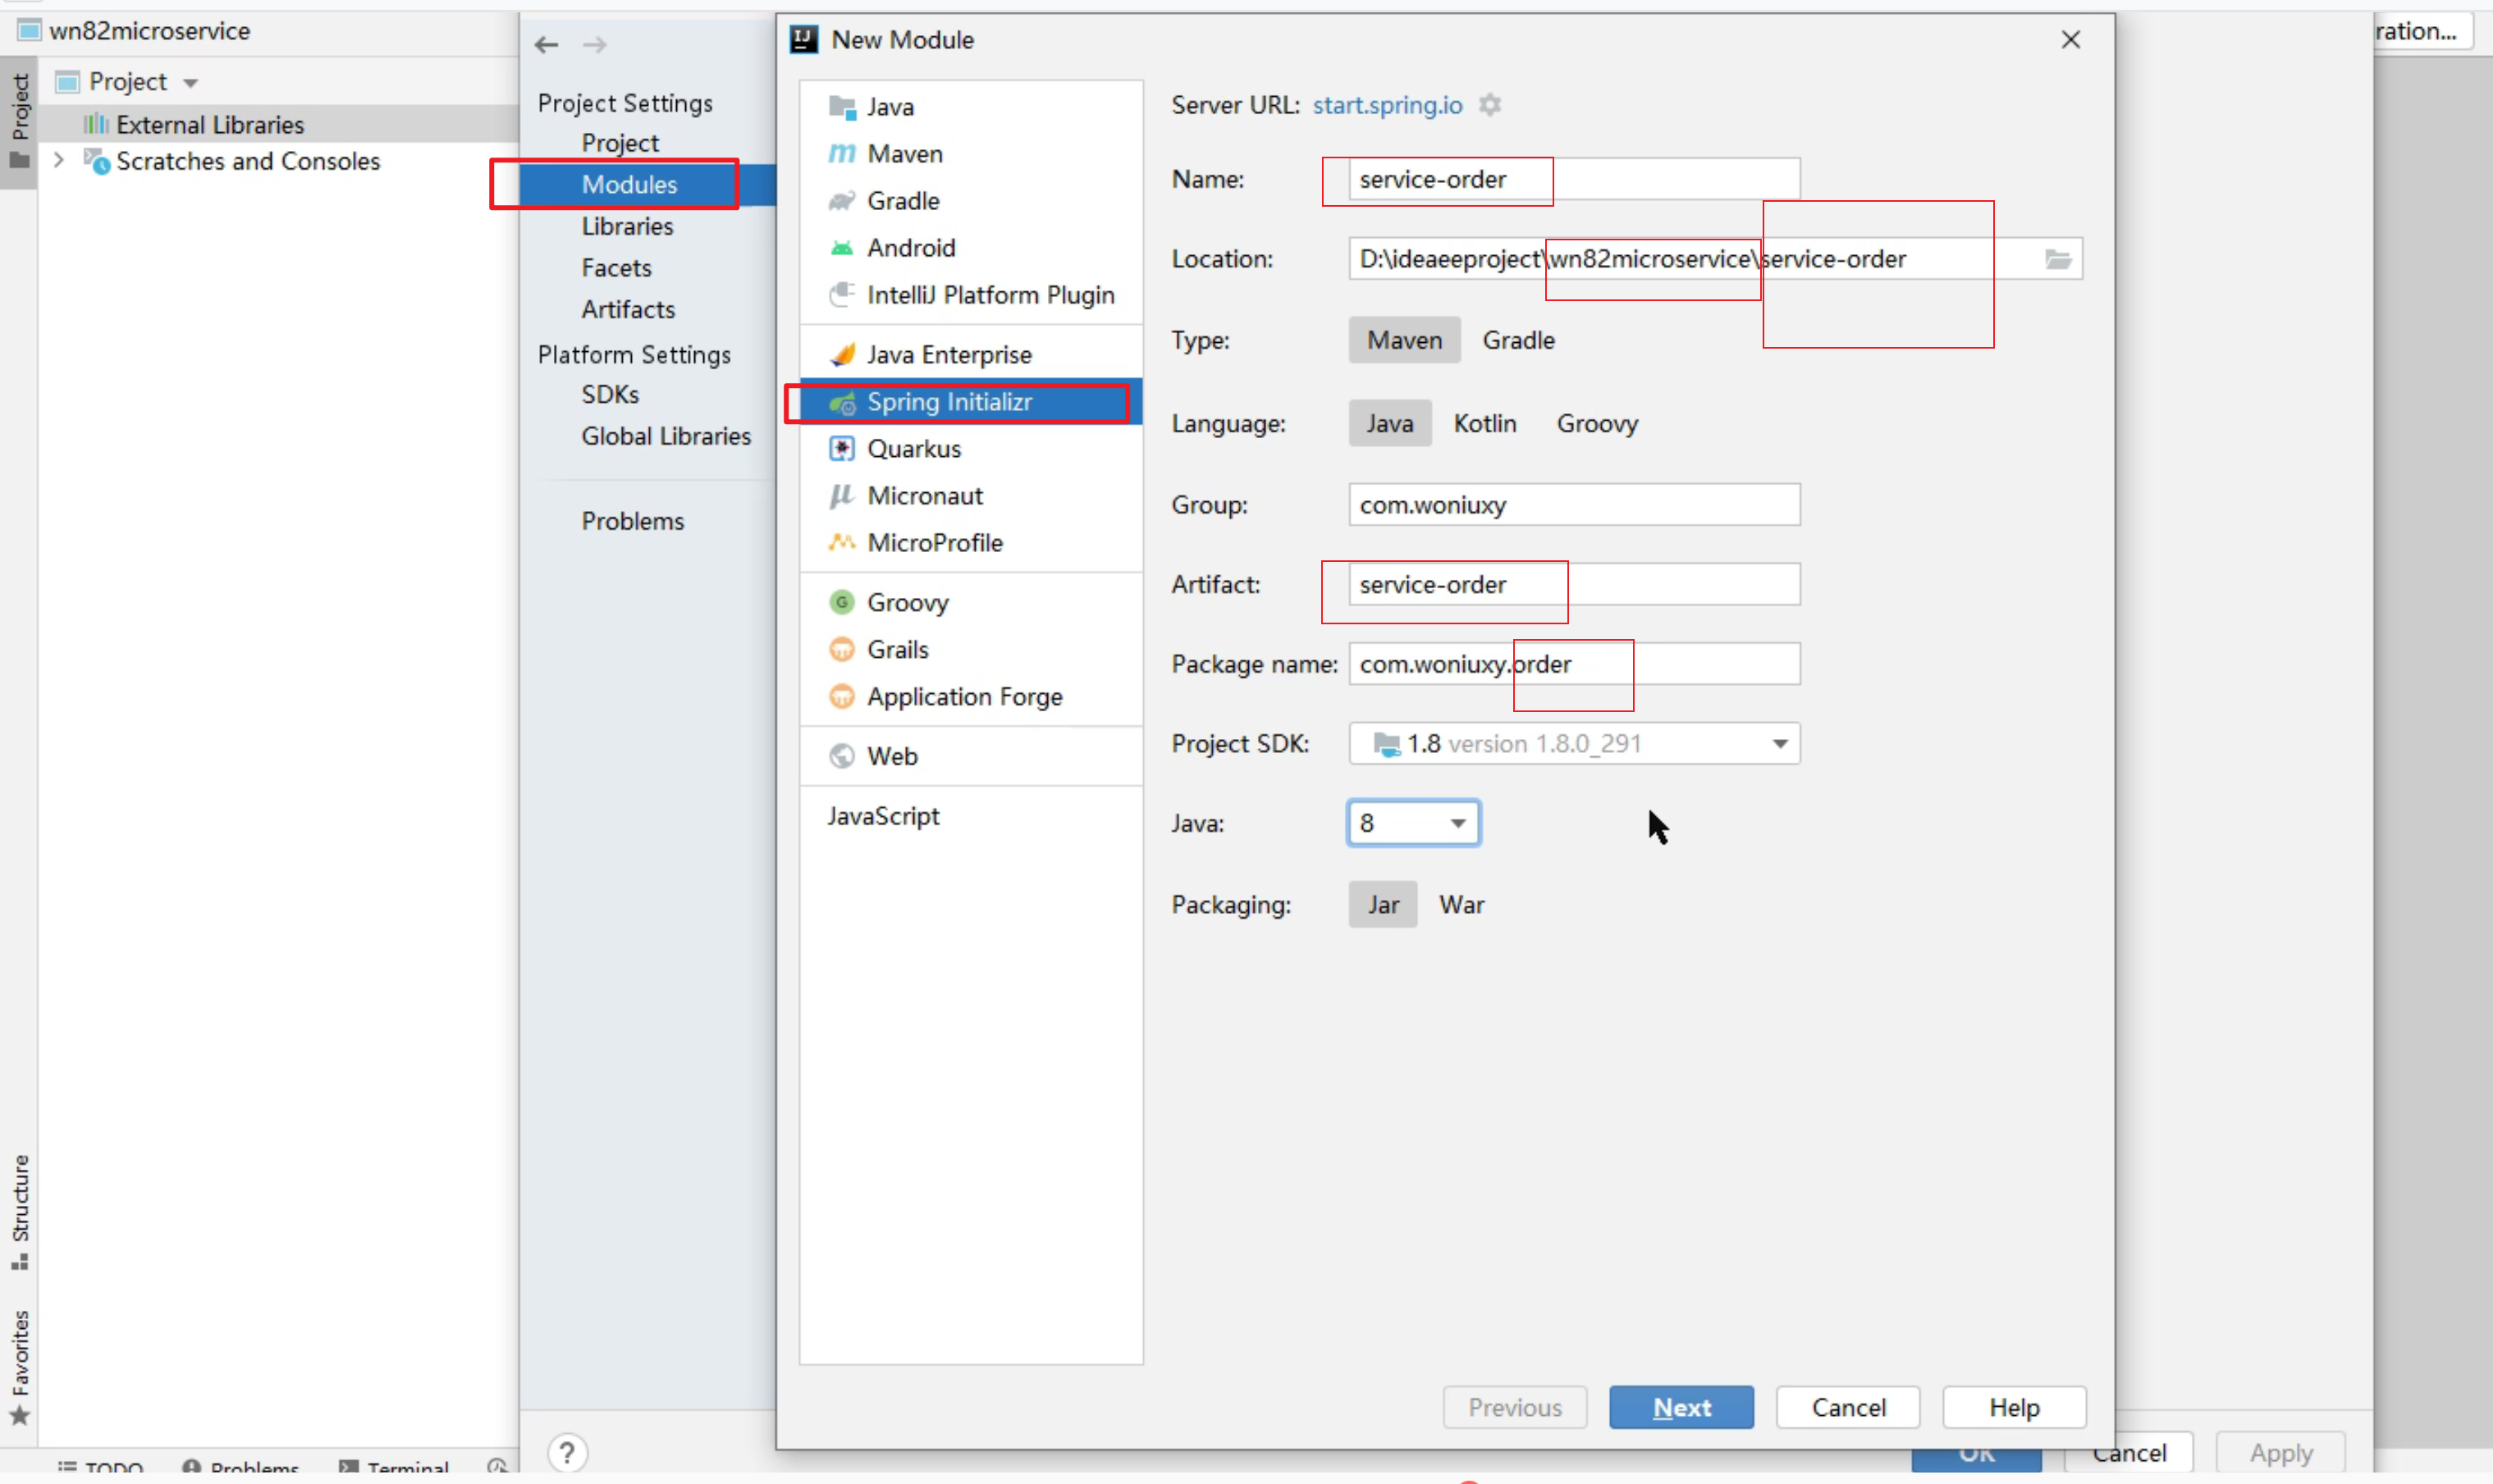 wn82microservice
Project
External Libraries
Scratches and Consoles
Project
Structure
Favorites
TODO
Problems
Terminal
Project Settings
Project
Modules
Libraries
Facets
Artifacts
Platform Settings
SDKs
Global Libraries
Problems
?
New Module
Java
Maven
Gradle
Android
IntelliJ Platform Plugin
Java Enterprise
Spring Initializr
Quarkus
Micronaut
MicroProfile
Groovy
Grails
Application Forge
Web
JavaScript
Server URL: start.spring.io
Name: service-order
Location: D:\ideaeeproject\wn82microservice\service-order
Type: Maven Gradle
Language: Java Kotlin Groovy
Group: com.woniuxy
Artifact: service-order
Package name: com.woniuxy.order
Project SDK: 1.8 version 1.8.0_291
Java: 8
Packaging: Jar War
Previous Next Cancel Help
OK Cancel Apply
ration...